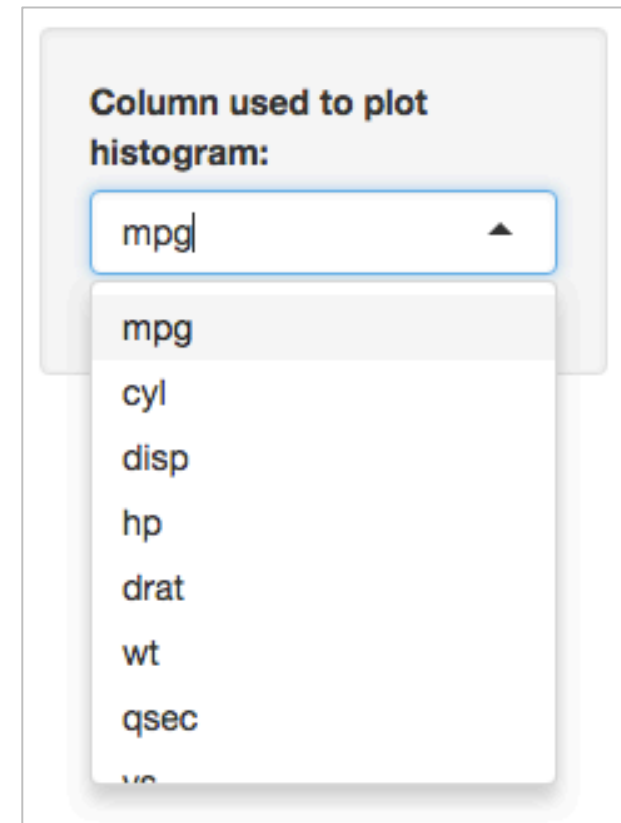 Column used to plot
histogram:
mpg
mpg
cyl
disp
hp
drat
wt
qsec